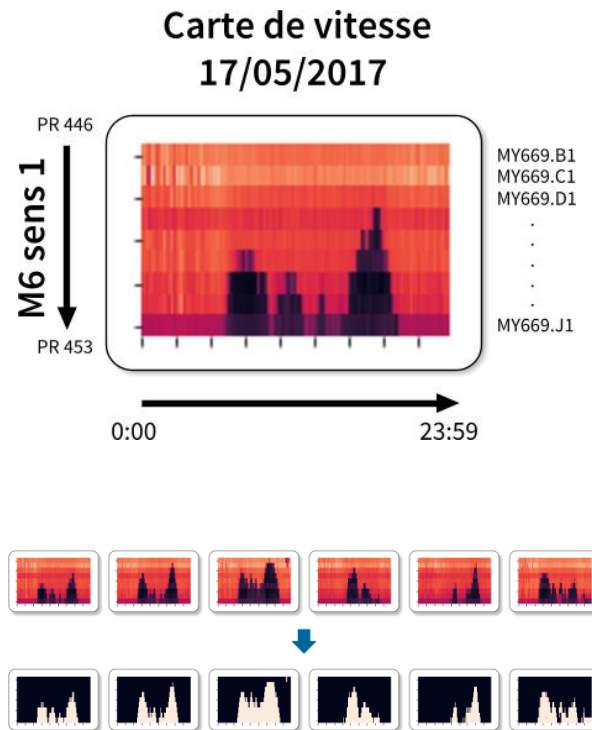 Carte de vitesse
17/05/2017
PR 446
M6 sens 1
PR 453
MY669.B1
MY669.C1
MY669.D1
.
.
.
.
.
MY669.J1
0:00
23:59